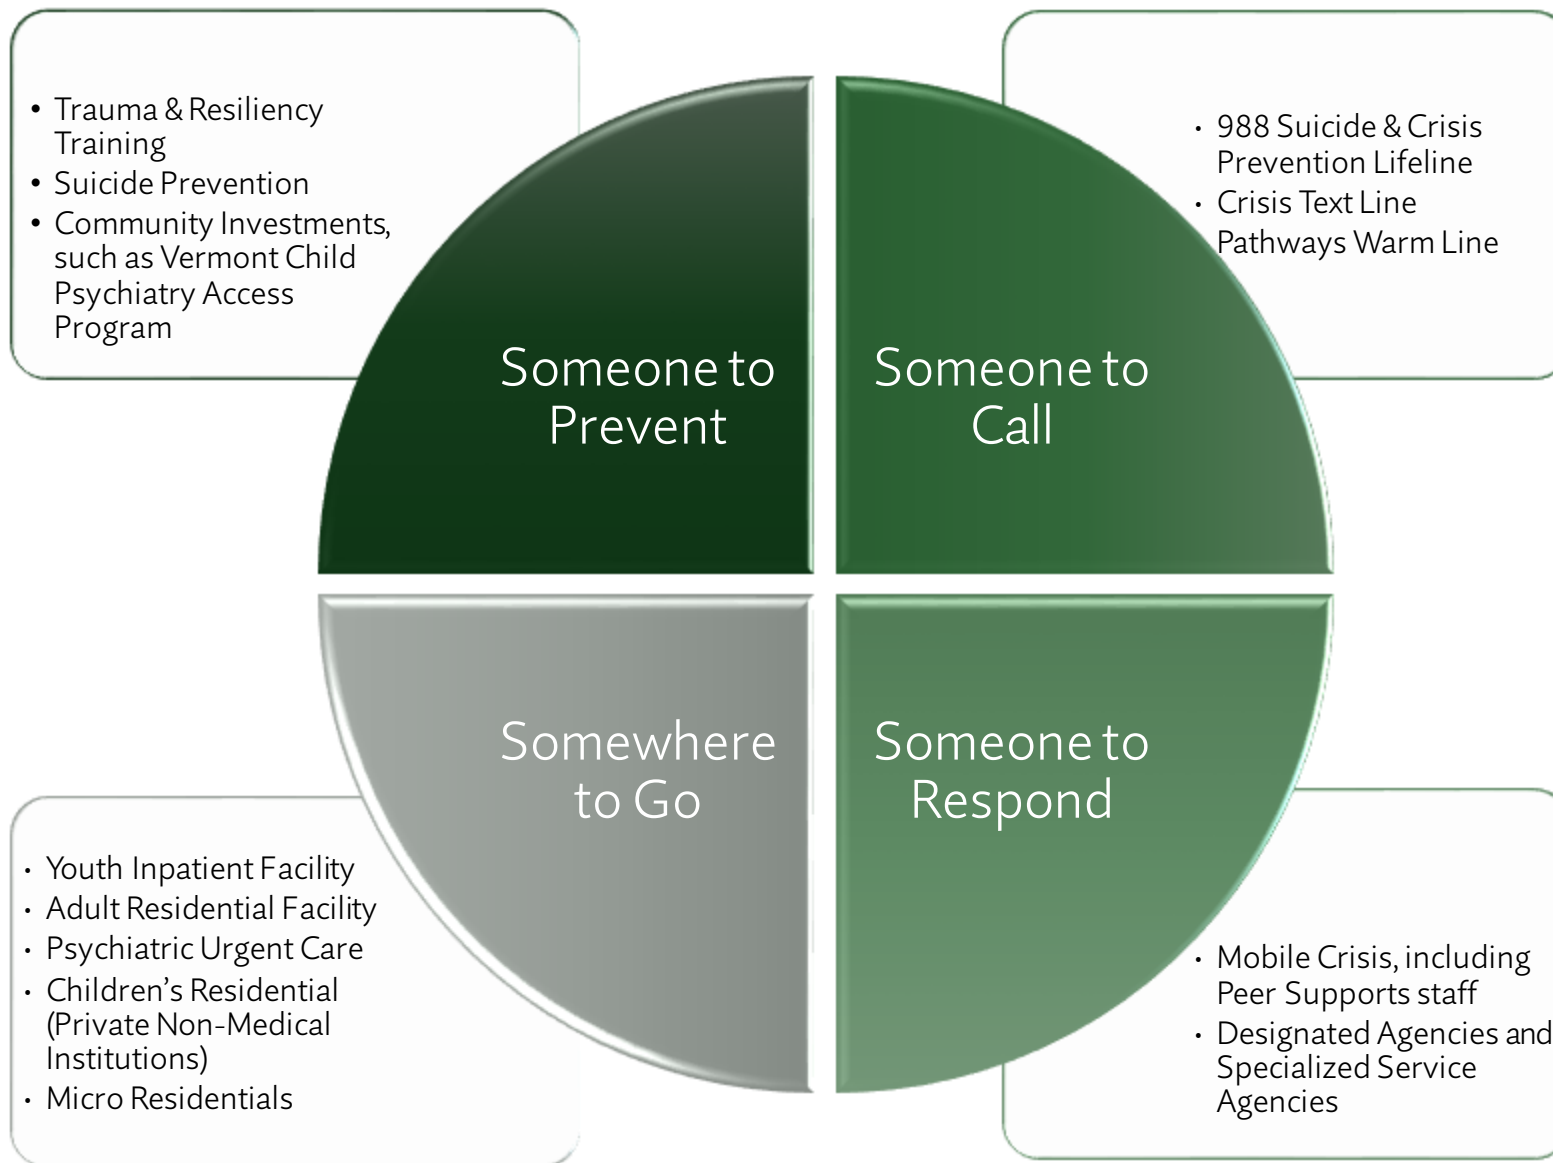 • Trauma & Resiliency
Training
• Suicide Prevention
• Community Investments,
such as Vermont Child
Psychiatry Access
Program
Someone to
Prevent
• 988 Suicide & Crisis
Prevention Lifeline
• Crisis Text Line
Pathways Warm Line
Someone to
Call
Somewhere
to Go
• Youth Inpatient Facility
• Adult Residential Facility
• Psychiatric Urgent Care
• Children’s Residential
(Private Non-Medical
Institutions)
• Micro Residentials
Someone to
Respond
• Mobile Crisis, including
Peer Supports staff
• Designated Agencies and
Specialized Service
Agencies